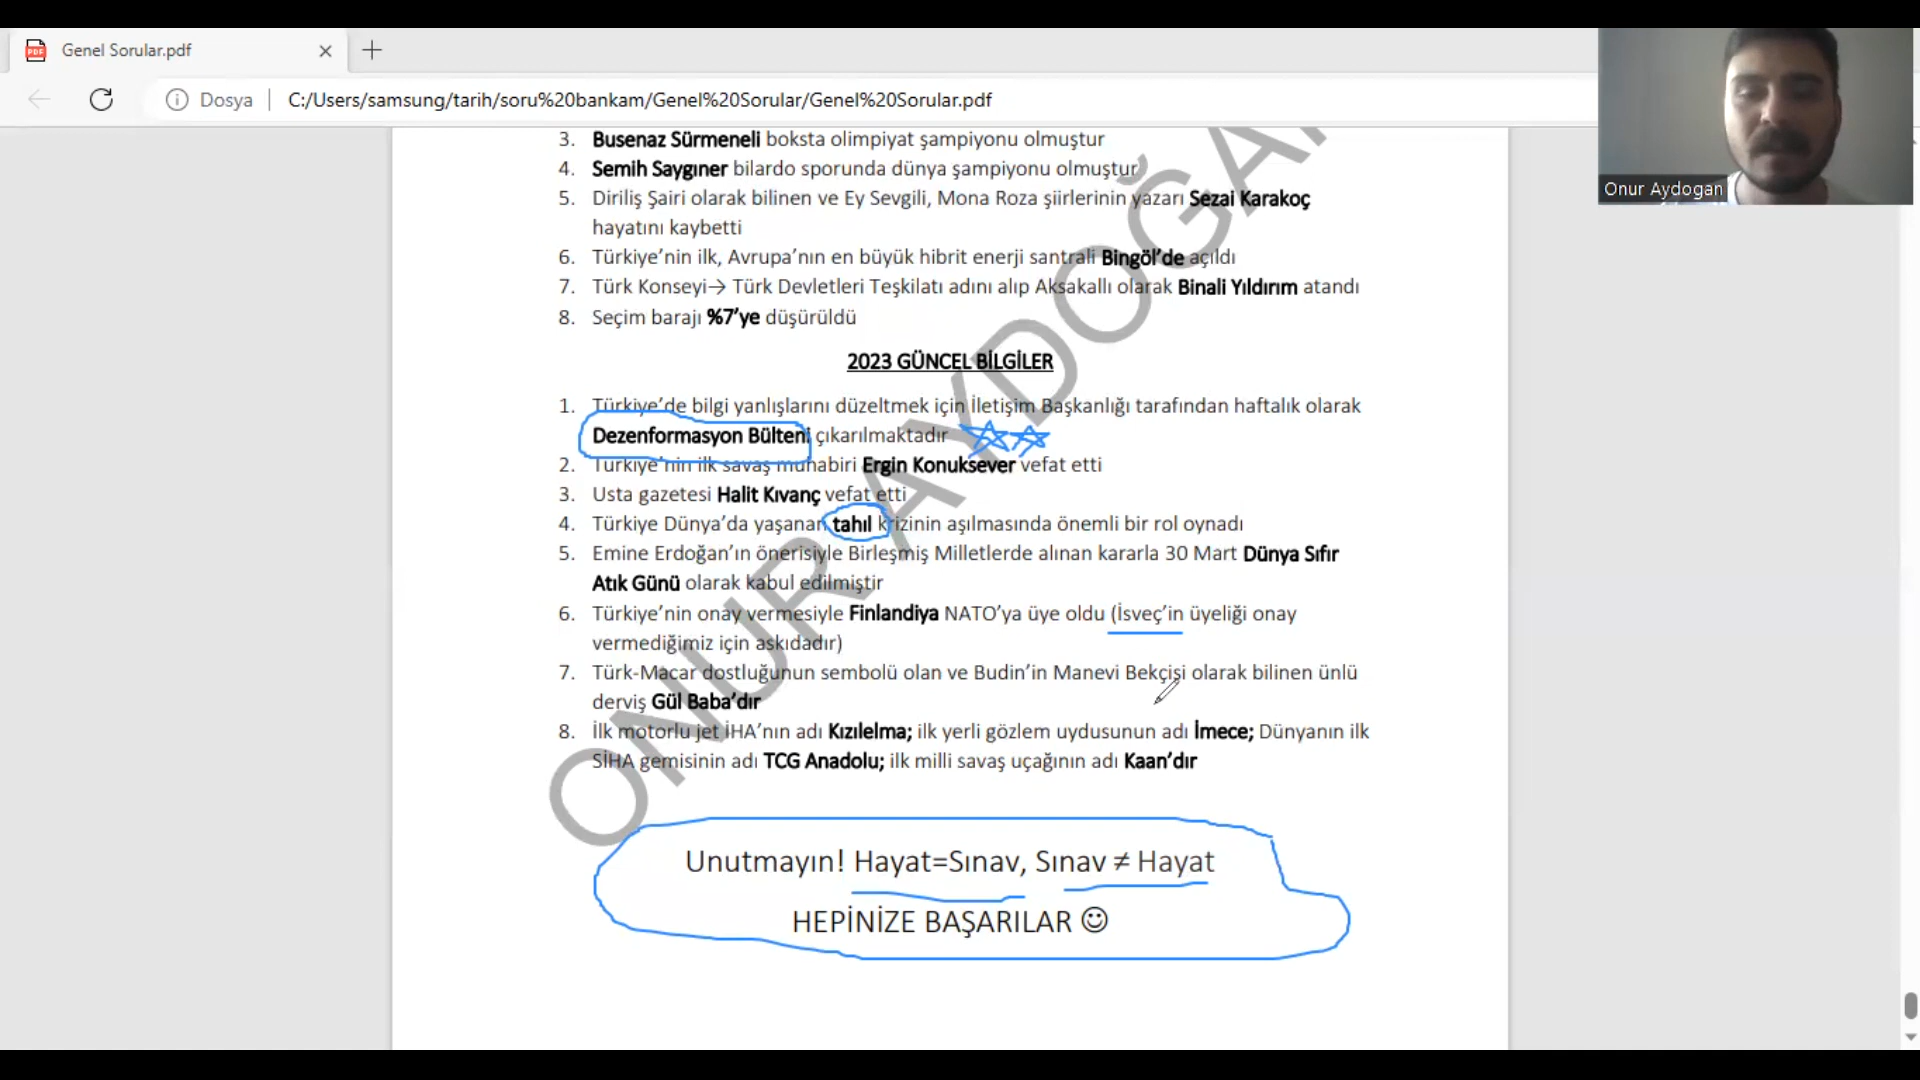 Genel Sorular.pdf
Dosya
C:/Users/samsung/tarih/soru%20bankam/Genel%20Sorular/Genel%20Sorular.pdf
Onur Aydogan
3. Busenaz Sürmeneli boksta olimpiyat şampiyonu olmuştur
4. Semih Saygıner bilardo sporunda dünya şampiyonu olmuştur
5. Diriliş Şairi olarak bilinen ve Ey Sevgili, Mona Roza şiirlerinin yazarı Sezai Karakoç
hayatını kaybetti
6. Türkiye’nin ilk, Avrupa’nın en büyük hibrit enerji santrali Bingöl’de açıldı
7. Türk Konseyi→ Türk Devletleri Teşkilatı adını alıp Aksakallı olarak Binali Yıldırım atandı
8. Seçim barajı %7’ye düşürüldü
2023 GÜNCEL BİLGİLER
1. Türkiye’de bilgi yanlışlarını düzeltmek için İletişim Başkanlığı tarafından haftalık olarak
Dezenformasyon Bülteni çıkarılmaktadır
2. Türkiye’nin ilk savaş muhabiri Ergin Konuksever vefat etti
3. Usta gazetesi Halit Kıvanç vefat etti
4. Türkiye Dünya’da yaşanan tahıl krizinin aşılmasında önemli bir rol oynadı
5. Emine Erdoğan’ın önerisiyle Birleşmiş Milletlerde alınan kararla 30 Mart Dünya Sıfır
Atık Günü olarak kabul edilmiştir
6. Türkiye’nin onay vermesiyle Finlandiya NATO’ya üye oldu (İsveç’in üyeliği onay
vermediğimiz için askıdadır)
7. Türk-Macar dostluğunun sembolü olan ve Budin’in Manevi Bekçisi olarak bilinen ünlü
derviş Gül Baba’dır
8. İlk motorlu jet İHA’nın adı Kızılelma; ilk yerli gözlem uydusunun adı İmece; Dünyanın ilk
SİHA gemisinin adı TCG Anadolu; ilk milli savaş uçağının adı Kaan’dır
Unutmayın! Hayat=Sınav, Sınav ≠ Hayat
HEPİNİZE BAŞARILAR ☺
ONUR AYDOĞAN